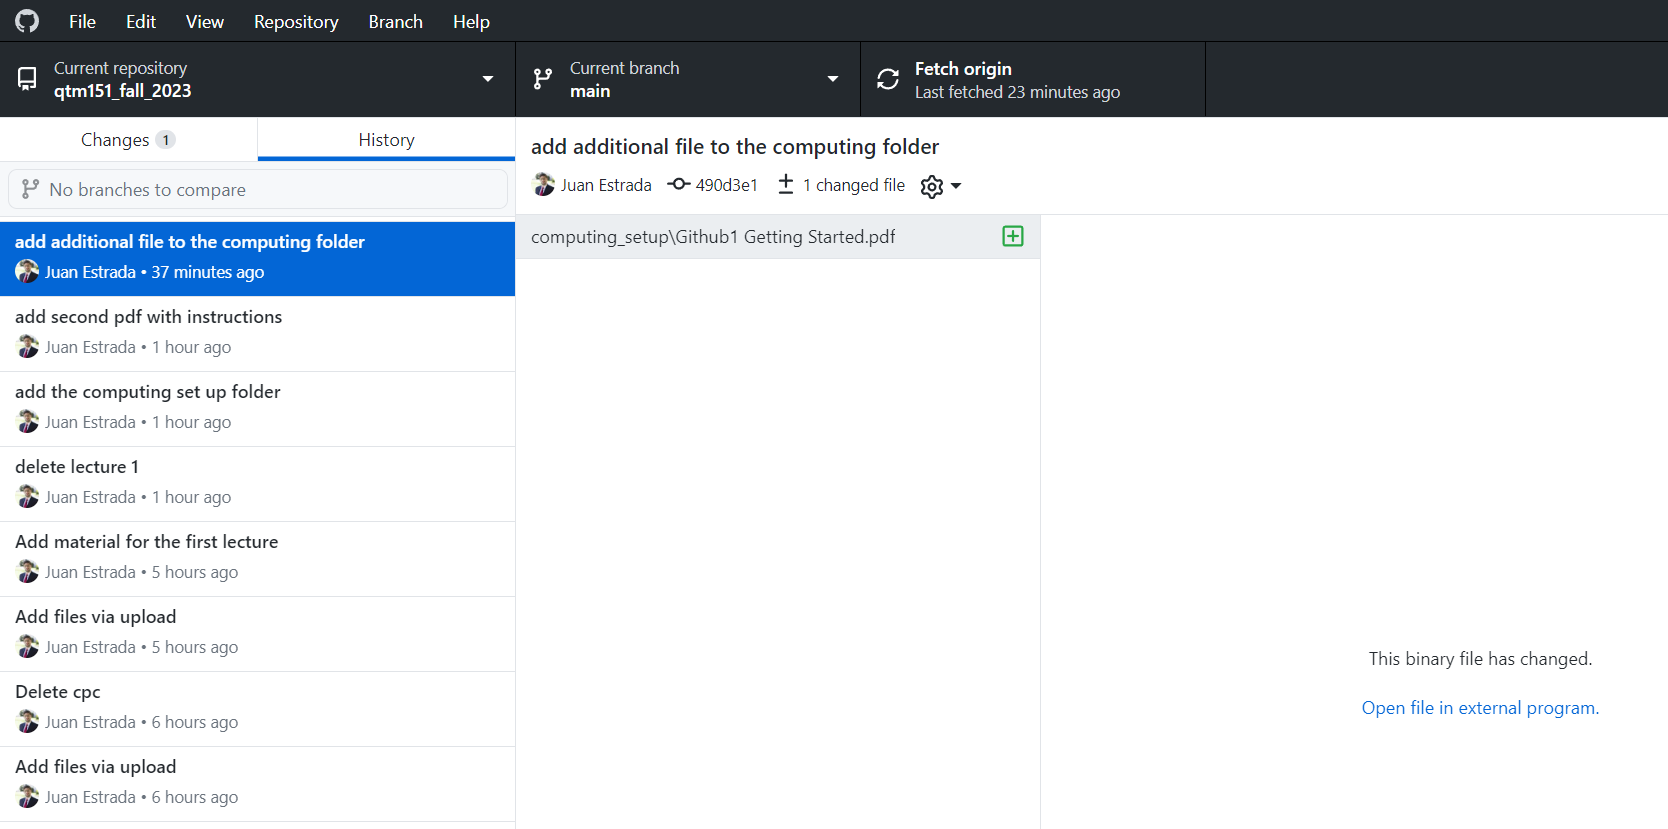 File Edit View Repository Branch Help
Current repository
qtm151_fall_2023
Current branch
main
Fetch origin
Last fetched 23 minutes ago
Changes 1
History
No branches to compare
add additional file to the computing folder
Juan Estrada • 37 minutes ago
add second pdf with instructions
Juan Estrada • 1 hour ago
add the computing set up folder
Juan Estrada • 1 hour ago
delete lecture 1
Juan Estrada • 1 hour ago
Add material for the first lecture
Juan Estrada • 5 hours ago
Add files via upload
Juan Estrada • 5 hours ago
Delete cpc
Juan Estrada • 6 hours ago
Add files via upload
Juan Estrada • 6 hours ago
add additional file to the computing folder
Juan Estrada 490d3e1 1 changed file
computing_setup\Github1 Getting Started.pdf
This binary file has changed.
Open file in external program.